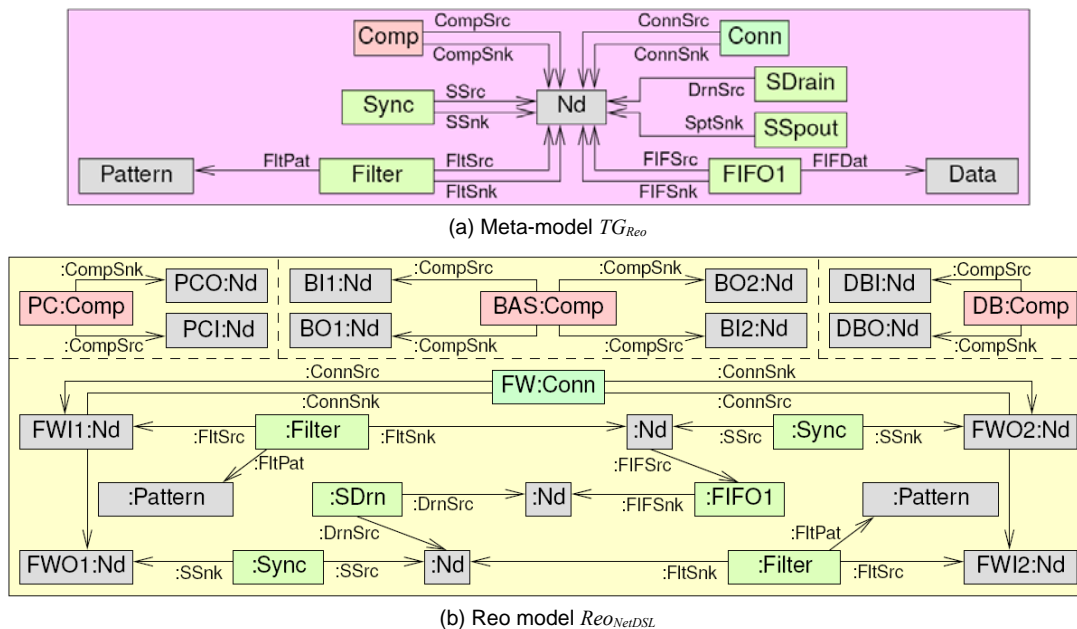 CompSrc ConnSrc
Comp Conn
CompSnk ConnSnk
SDrain
SSrc DrnSrc
Sync Nd
SSnk SptSnk
SSpout
FltPat FltSrc FIFSrc FIFDat
Pattern Filter FIFO1 Data
FltSnk FIFSnk
(a) Meta-model TG_Reo
:CompSnk :CompSrc :CompSnk :CompSrc
PCO:Nd BI1:Nd BO2:Nd DBI:Nd
PC:Comp BAS:Comp DB:Comp
PCI:Nd BO1:Nd BI2:Nd DBO:Nd
:CompSrc :CompSnk :CompSrc :CompSnk
:ConnSrc FW:Conn :ConnSnk
:ConnSnk :ConnSrc
FWI1:Nd :Filter :Nd :Sync FWO2:Nd
:FltSrc :FltSnk :SSrc :SSnk
:FltPat :FIFSrc
:Pattern :SDrn :Nd :FIFO1 :Pattern
:DrnSrc :FIFSnk
:DrnSrc :FltPat
FWO1:Nd :Sync :Nd :Filter FWI2:Nd
:SSnk :SSrc :FltSnk :FltSrc
(b) Reo model Reo_NetDSL